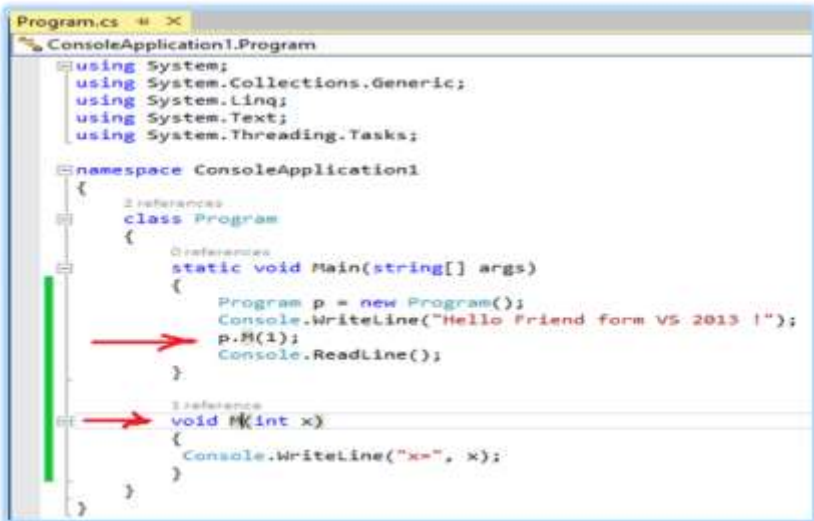 Program.cs
ConsoleApplication1.Program
using System;
using System.Collections.Generic;
using System.Linq;
using System.Text;
using System.Threading.Tasks;
namespace ConsoleApplication1
{
2 references
class Program
{
0 references
static void Main(string[] args)
{
Program p = new Program();
Console.WriteLine("Hello Friend form VS 2013 !");
p.M(1);
Console.ReadLine();
}
1 reference
void M(int x)
{
Console.WriteLine("x=", x);
}
}
}